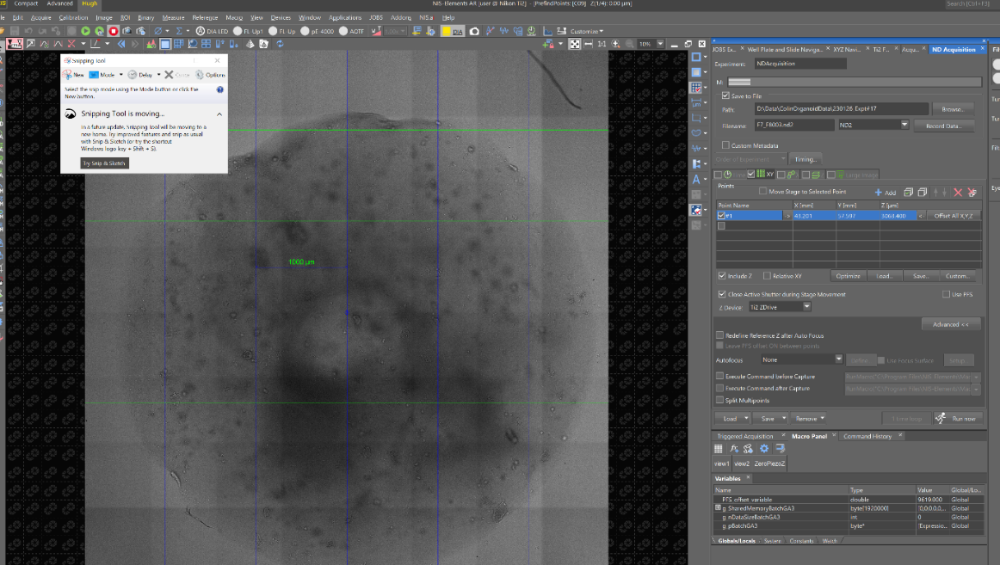 Compact Advanced Hugh NIS-Elements AR [user @ Nikon Ti2] - [PrefindPoints: [C09] Z(1/4): 0.00 µm] Search (Ctrl+F3)
Edit Acquire Calibration Image ROI Binary Measure Reference Macro View Devices Window Applications JOBS Addons NIS.a Help
DIA LED FL Up1 FL Up pE 4000 AOTF DIA Customize
1:1 10%
Snipping Tool
New Mode Delay Options
Select the snip mode using the Mode button or click the
New button.
Snipping Tool is moving...
In a future update, Snipping Tool will be moving to a
new home. Try improved features and snip as usual
with Snip & Sketch (or try the shortcut
Windows logo key + Shift + S).
Try Snip & Sketch
1000 µm
JOBS Ex. Well Plate and Slide Navig... XYZ Navi... Ti2 F... Acqu... ND Acquisition
Experiment: NDAcquisition
M:
Save to File
Path: D:\Data\ColinOrganoidData\230126_Expt#17 Browse...
Filename: F7_F8003.nd2 ND2 Record Data...
Custom Metadata
Order of Experiment Timing...
XY Large Image
Points
Move Stage to Selected Point Add
Point Name X [mm] Y [mm] Z [µm]
#1 -> 43.201 57.597 3063.400 < Offset All X,Y,Z
Include Z Relative XY Optimize Load... Save... Custom...
Close Active Shutter during Stage Movement Use PFS
Z Device: Ti2 ZDrive
Advanced <<
Redefine Reference Z after Auto Focus
Leave PFS offset ON between points
Autofocus None Define... Use Focus Surface Setup...
Execute Command before Capture RunMacro("C:\Program Files\NIS-Elements\Mac
Execute Command after Capture RunMacro("C:\Program Files\NIS-Elements\Mac
Split Multipoints
Load Save Remove 1 time loop Run now
Triggered Acquisition Macro Panel Command History
view1 view2 ZeroPiezoZ
Variables
Name Type Value Global/Lo...
PFS_offset_variable double 9619.000 Global
g_SharedMemoryBatchGA3 byte[1920000] [0,0,0,0,0,... Global
g_nDataSizeBatchGA3 int 0 Global
g_pBatchGA3 byte* 'Expressio... Global
Globals/Locals System Constants Watch